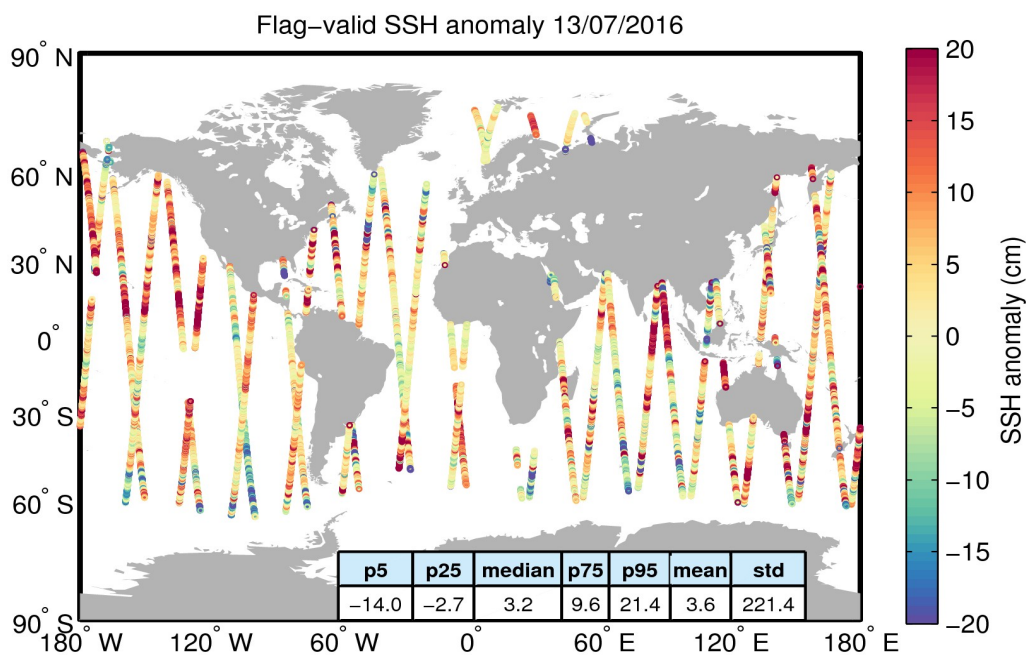 Flag−valid SSH anomaly 13/07/2016
90° N
60° N
30° N
0°
30° S
60° S
90° S
180° W
120° W
60° W
0°
60° E
120° E
180° E
p5 p25 median p75 p95 mean std
−14.0 −2.7 3.2 9.6 21.4 3.6 221.4
20
15
10
5
0
−5
−10
−15
−20
SSH anomaly (cm)